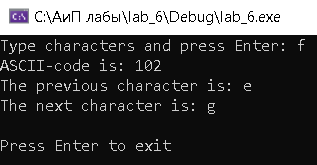 C:\АиП лабы\lab_6\Debug\lab_6.exe
Type characters and press Enter: f
ASCII-code is: 102
The previous character is: e
The next character is: g
Press Enter to exit